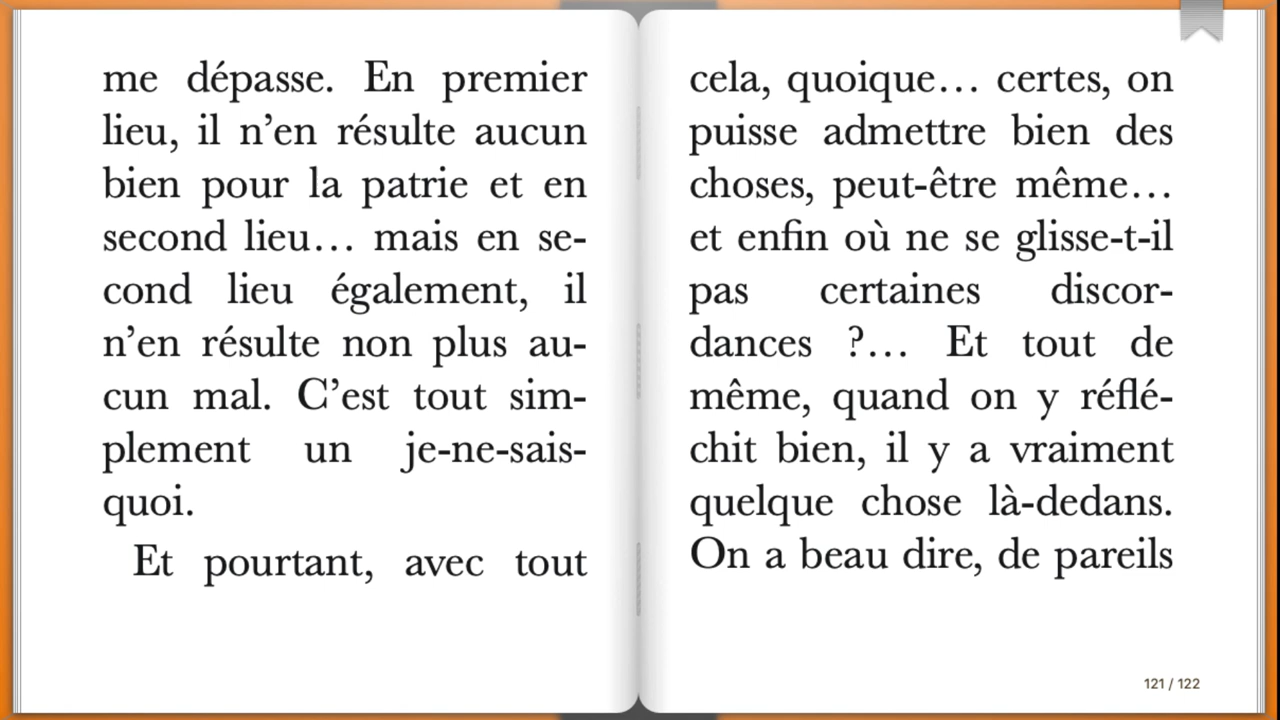 me dépasse. En premier
lieu, il n’en résulte aucun
bien pour la patrie et en
second lieu… mais en se-
cond lieu également, il
n’en résulte non plus au-
cun mal. C’est tout sim-
plement un je-ne-sais-
quoi.
Et pourtant, avec tout
cela, quoique… certes, on
puisse admettre bien des
choses, peut-être même…
et enfin où ne se glisse-t-il
pas certaines discor-
dances ?… Et tout de
même, quand on y réflé-
chit bien, il y a vraiment
quelque chose là-dedans.
On a beau dire, de pareils
121 / 122